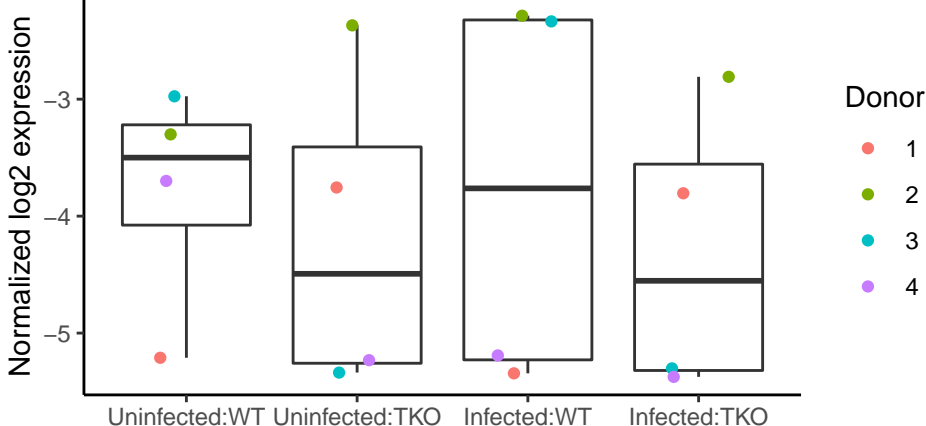 Normalized log2 expression
−3
−4
−5
Uninfected:WT Uninfected:TKO Infected:WT Infected:TKO
Donor
1
2
3
4